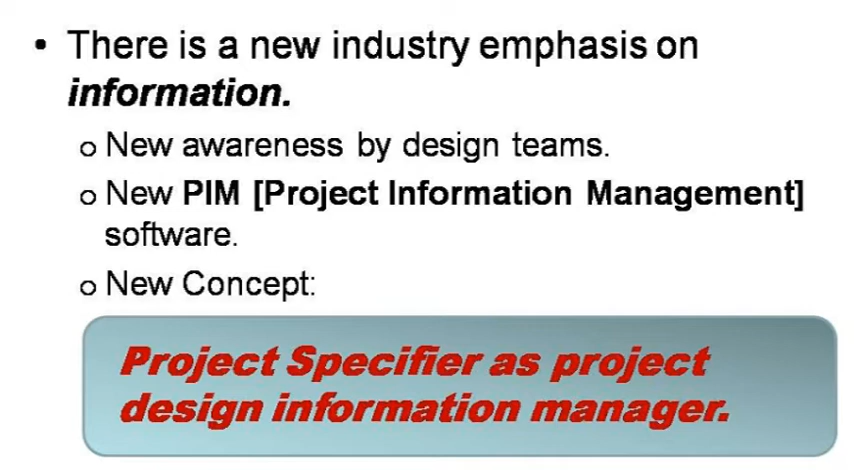 • There is a new industry emphasis on
information.
o New awareness by design teams.
o New PIM [Project Information Management]
software.
o New Concept:
Project Specifier as project
design information manager.